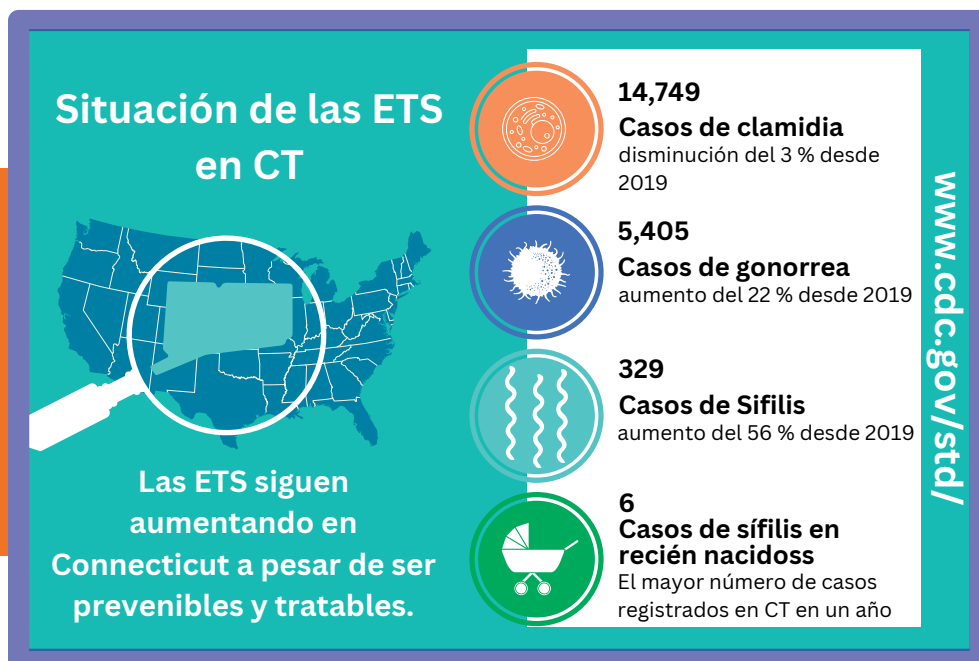 Situación de las ETS
en CT
Las ETS siguen
aumentando en
Connecticut a pesar de ser
prevenibles y tratables.
14,749
Casos de clamidia
disminución del 3 % desde
2019
5,405
Casos de gonorrea
aumento del 22 % desde 2019
329
Casos de Sifilis
aumento del 56 % desde 2019
6
Casos de sífilis en
recién nacidoss
El mayor número de casos
registrados en CT en un año
www.cdc.gov/std/